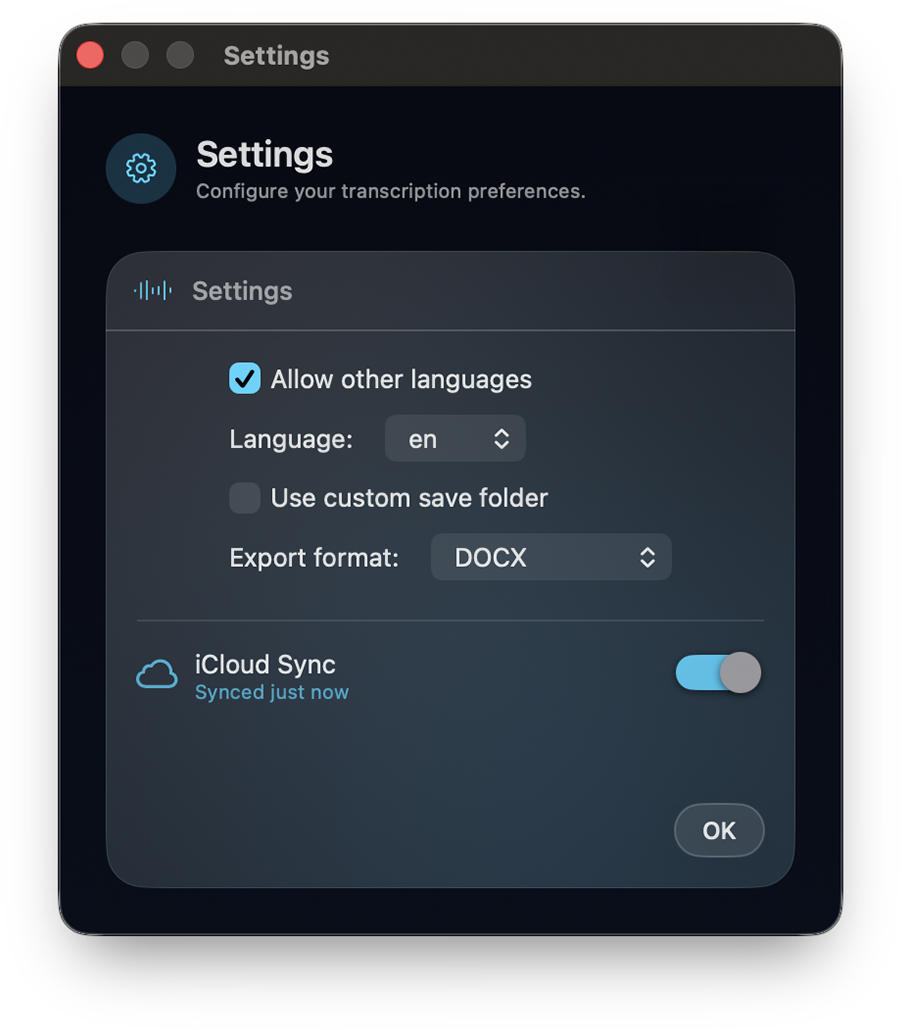 Settings
Settings
Configure your transcription preferences.
Settings
Allow other languages
Language: en
Use custom save folder
Export format: DOCX
iCloud Sync
Synced just now
OK